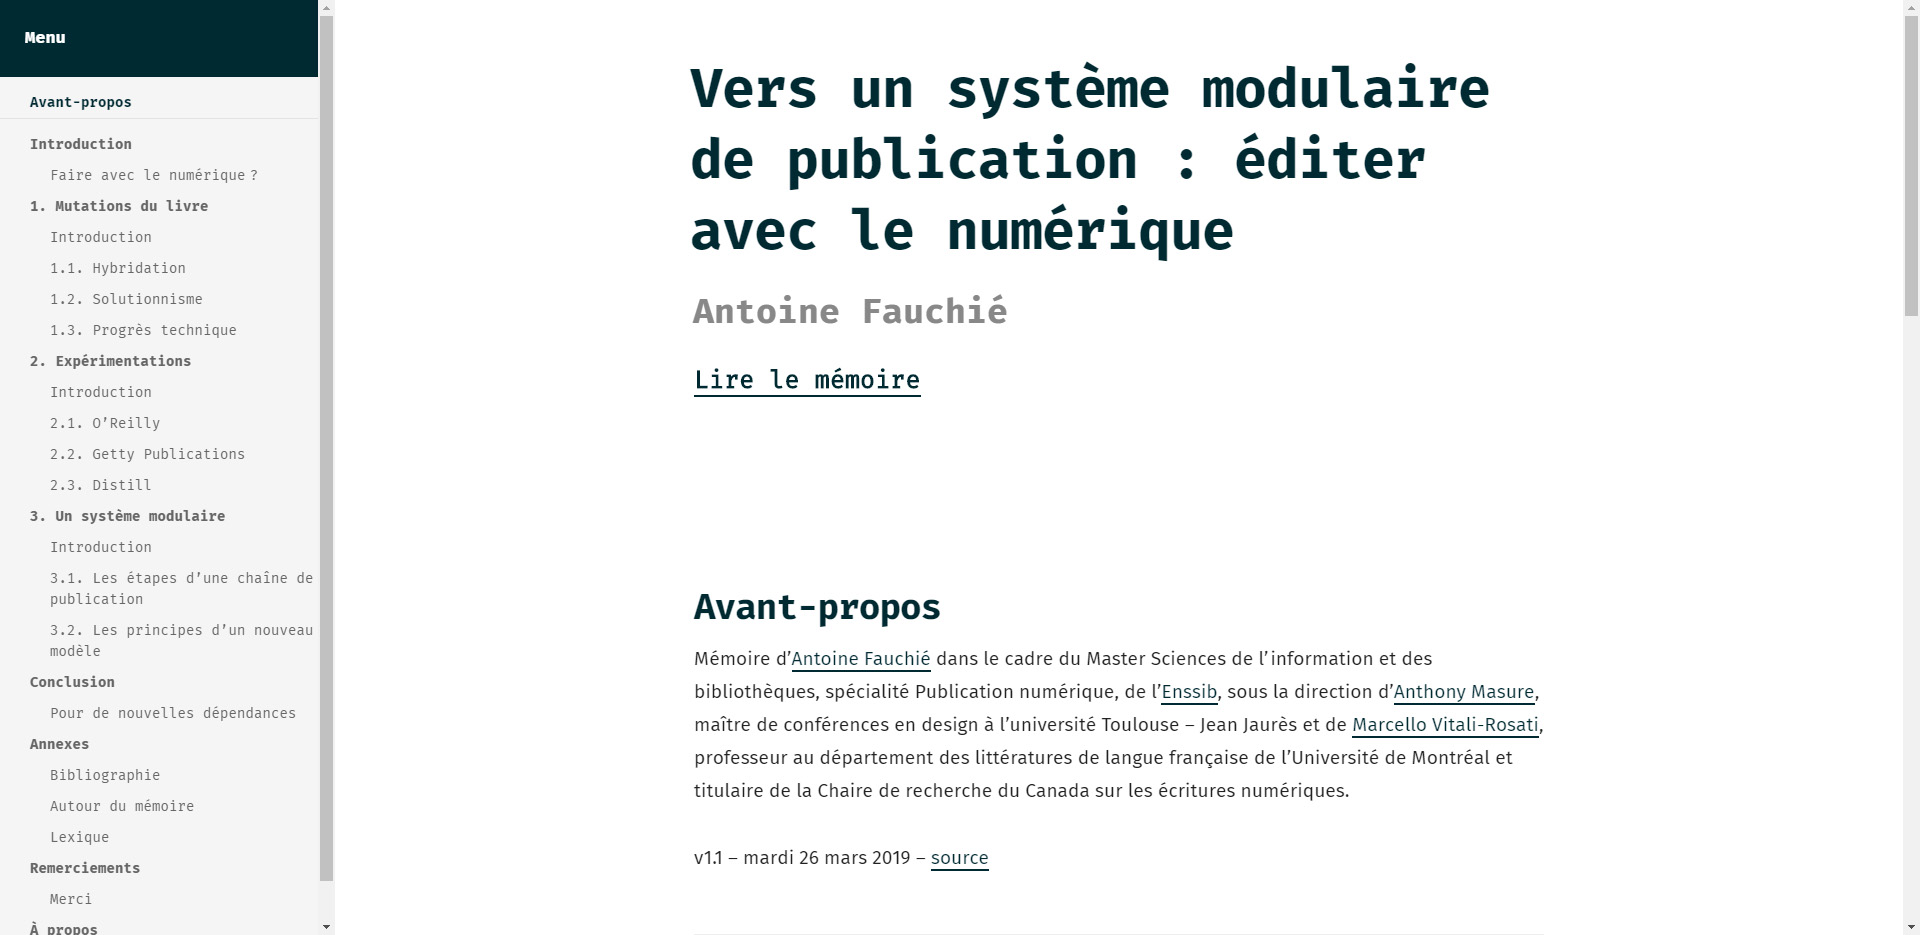 Menu
Avant-propos
Introduction
Faire avec le numérique ?
1. Mutations du livre
Introduction
1.1. Hybridation
1.2. Solutionnisme
1.3. Progrès technique
2. Expérimentations
Introduction
2.1. O’Reilly
2.2. Getty Publications
2.3. Distill
3. Un système modulaire
Introduction
3.1. Les étapes d’une chaîne de
publication
3.2. Les principes d’un nouveau
modèle
Conclusion
Pour de nouvelles dépendances
Annexes
Bibliographie
Autour du mémoire
Lexique
Remerciements
Merci
À propos
Vers un système modulaire
de publication : éditer
avec le numérique
Antoine Fauchié
Lire le mémoire
Avant-propos
Mémoire d’Antoine Fauchié dans le cadre du Master Sciences de l’information et des
bibliothèques, spécialité Publication numérique, de l’Enssib, sous la direction d’Anthony Masure,
maître de conférences en design à l’université Toulouse – Jean Jaurès et de Marcello Vitali-Rosati,
professeur au département des littératures de langue française de l’Université de Montréal et
titulaire de la Chaire de recherche du Canada sur les écritures numériques.
v1.1 – mardi 26 mars 2019 – source